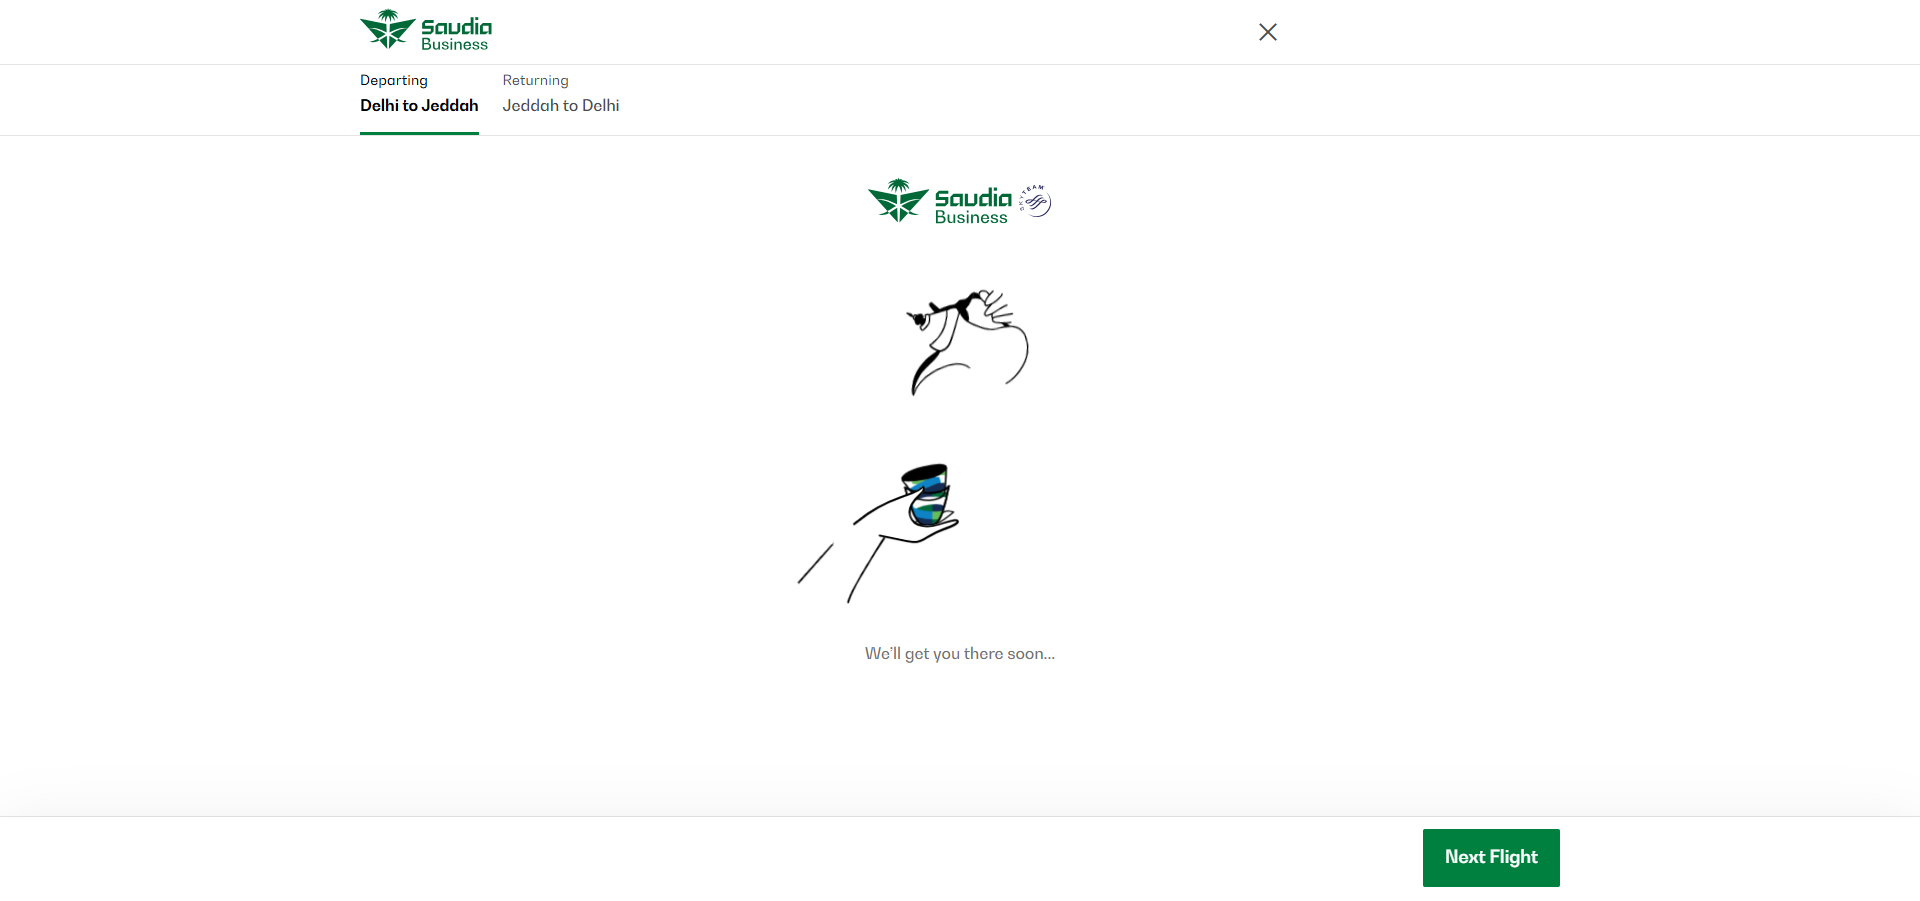 Saudia
Business
Departing
Delhi to Jeddah
Returning
Jeddah to Delhi
Saudia
Business
SKYTEAM
We'll get you there soon...
Next Flight